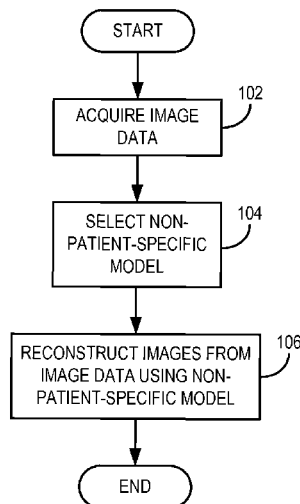 START
102
ACQUIRE IMAGE
DATA
104
SELECT NON-
PATIENT-SPECIFIC
MODEL
106
RECONSTRUCT IMAGES FROM
IMAGE DATA USING NON-
PATIENT-SPECIFIC MODEL
END